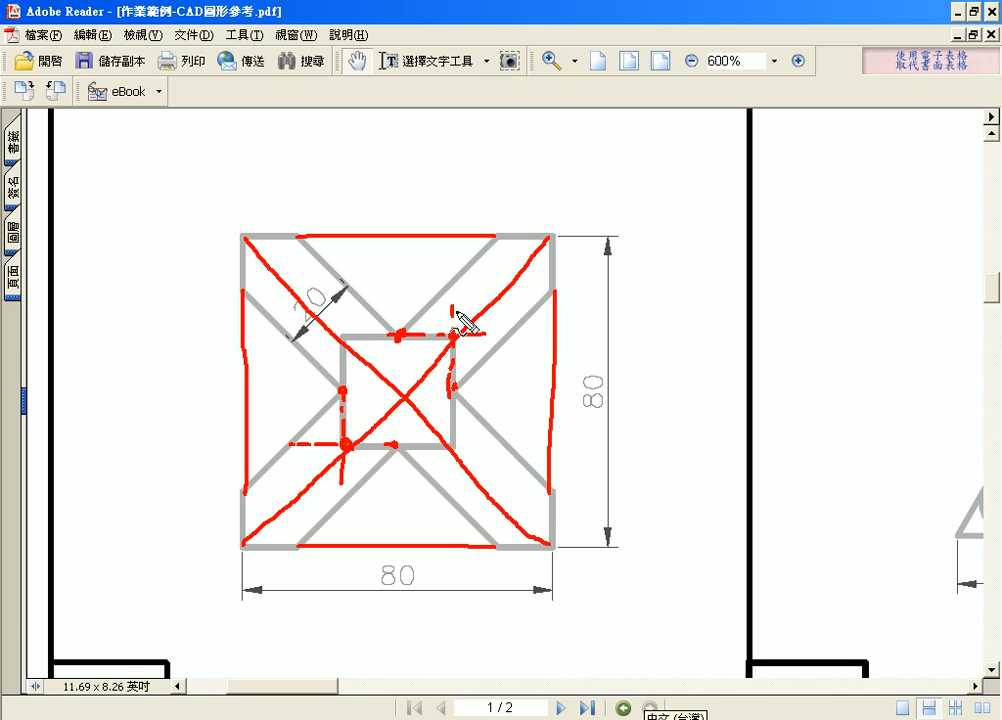 Adobe Reader - [作業範例-CAD圖形參考.pdf]
檔案(F) 編輯(E) 檢視(V) 文件(D) 工具(T) 視窗(W) 說明(H)
開啓 儲存副本 列印 傳送 搜尋 選擇文字工具 600%
使用電子表格
取代書面表格
eBook
書籤
簽名
圖層
頁面
20
80
80
11.69 x 8.26 英吋
1 / 2
中文 (台灣)